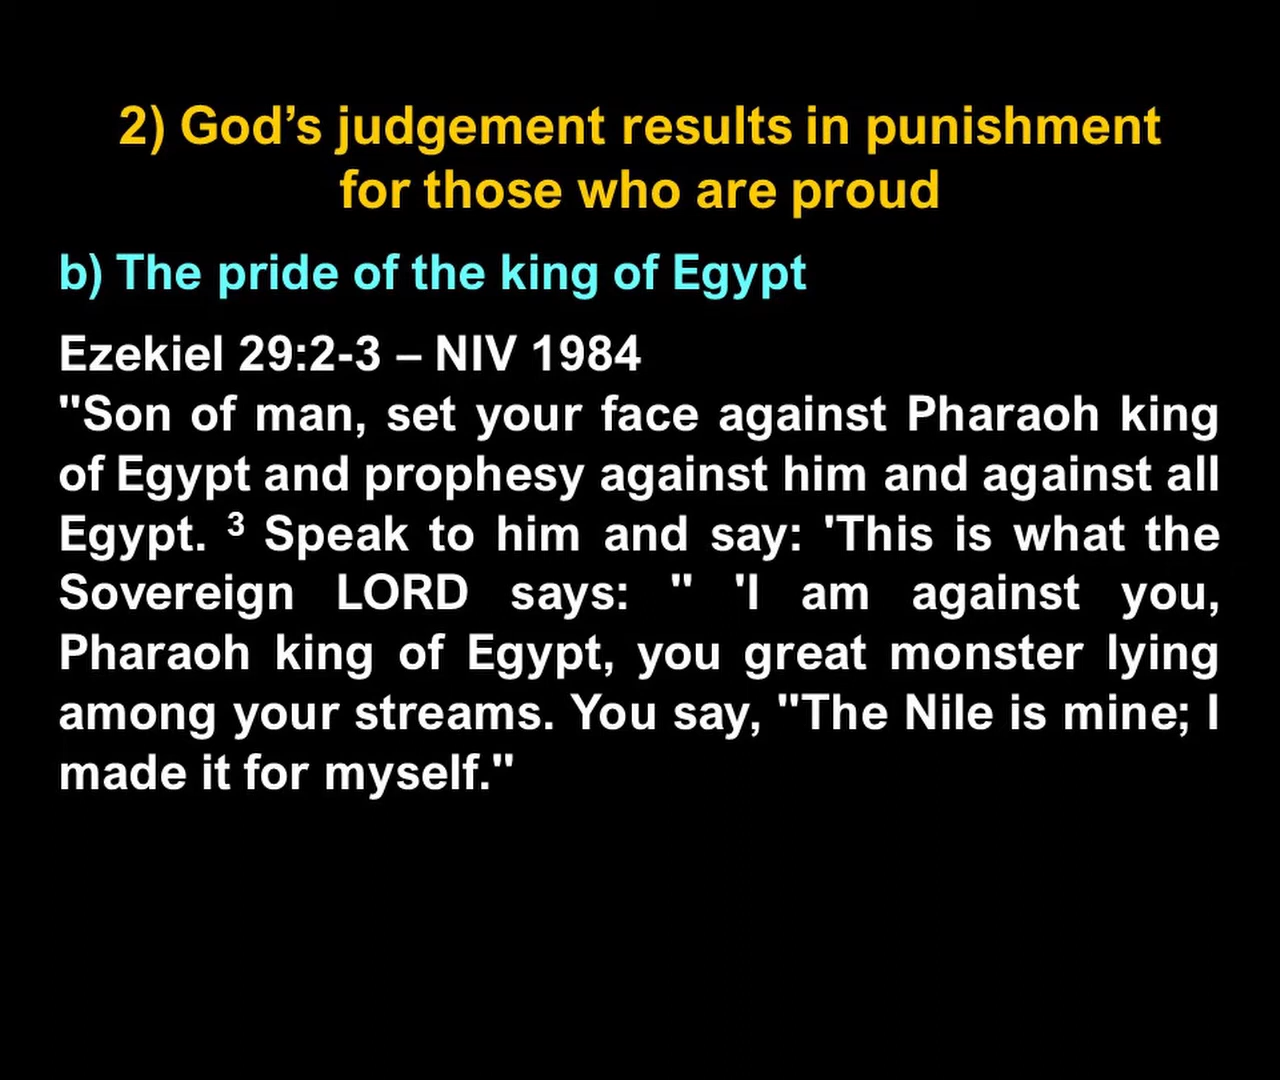 2) God’s judgement results in punishment
for those who are proud
b) The pride of the king of Egypt
Ezekiel 29:2-3 – NIV 1984
"Son of man, set your face against Pharaoh king
of Egypt and prophesy against him and against all
Egypt. 3 Speak to him and say: 'This is what the
Sovereign LORD says: " 'I am against you,
Pharaoh king of Egypt, you great monster lying
among your streams. You say, "The Nile is mine; I
made it for myself."